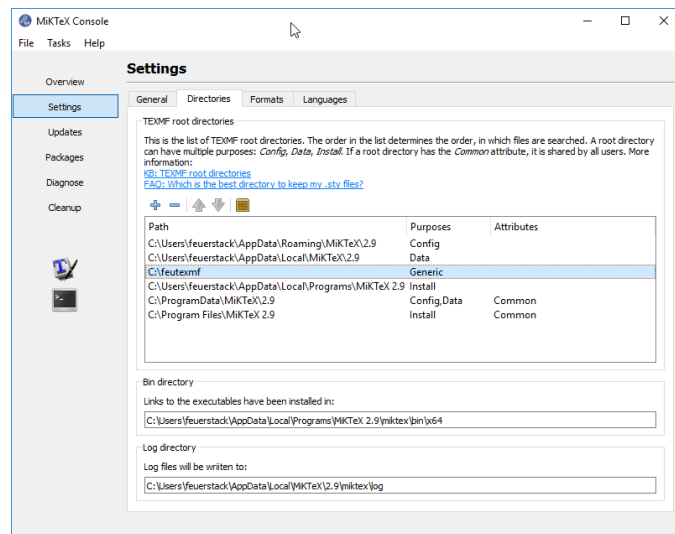 MiKTeX Console
File Tasks Help
Overview
Settings
Updates
Packages
Diagnose
Cleanup
Settings
General Directories Formats Languages
TEXMF root directories
This is the list of TEXMF root directories. The order in the list determines the order, in which files are searched. A root directory
can have multiple purposes: Config, Data, Install. If a root directory has the Common attribute, it is shared by all users. More
information:
KB: TEXMF root directories
FAQ: Which is the best directory to keep my .sty files?
Path Purposes Attributes
C:\Users\feuerstack\AppData\Roaming\MiKTeX\2.9 Config
C:\Users\feuerstack\AppData\Local\MiKTeX\2.9 Data
C:\feutexmf Generic
C:\Users\feuerstack\AppData\Local\Programs\MiKTeX 2.9 Install
C:\ProgramData\MiKTeX\2.9 Config,Data Common
C:\Program Files\MiKTeX 2.9 Install Common
Bin directory
Links to the executables have been installed in:
C:\Users\feuerstack\AppData\Local\Programs\MiKTeX 2.9\miktex\bin\x64
Log directory
Log files will be wriiten to:
C:\Users\feuerstack\AppData\Local\MiKTeX\2.9\miktex\log